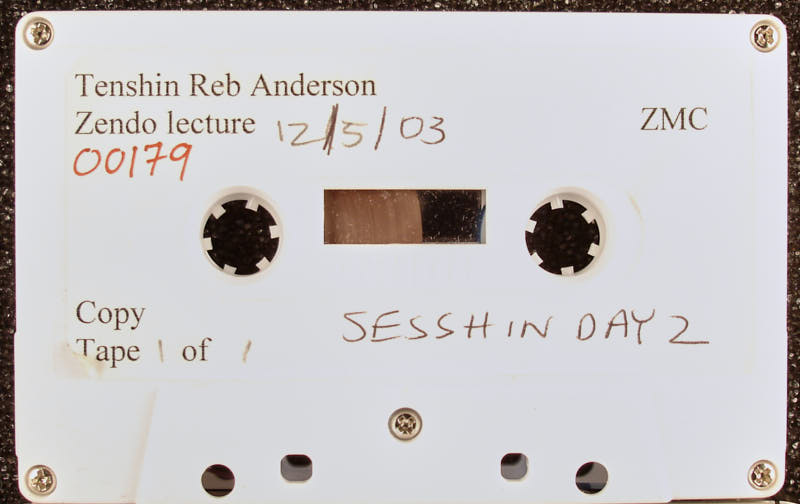 Tenshin Reb Anderson
Zendo lecture 12/5/03 ZMC
00179
Copy
Tape 1 of 1
SESSHIN DAY 2